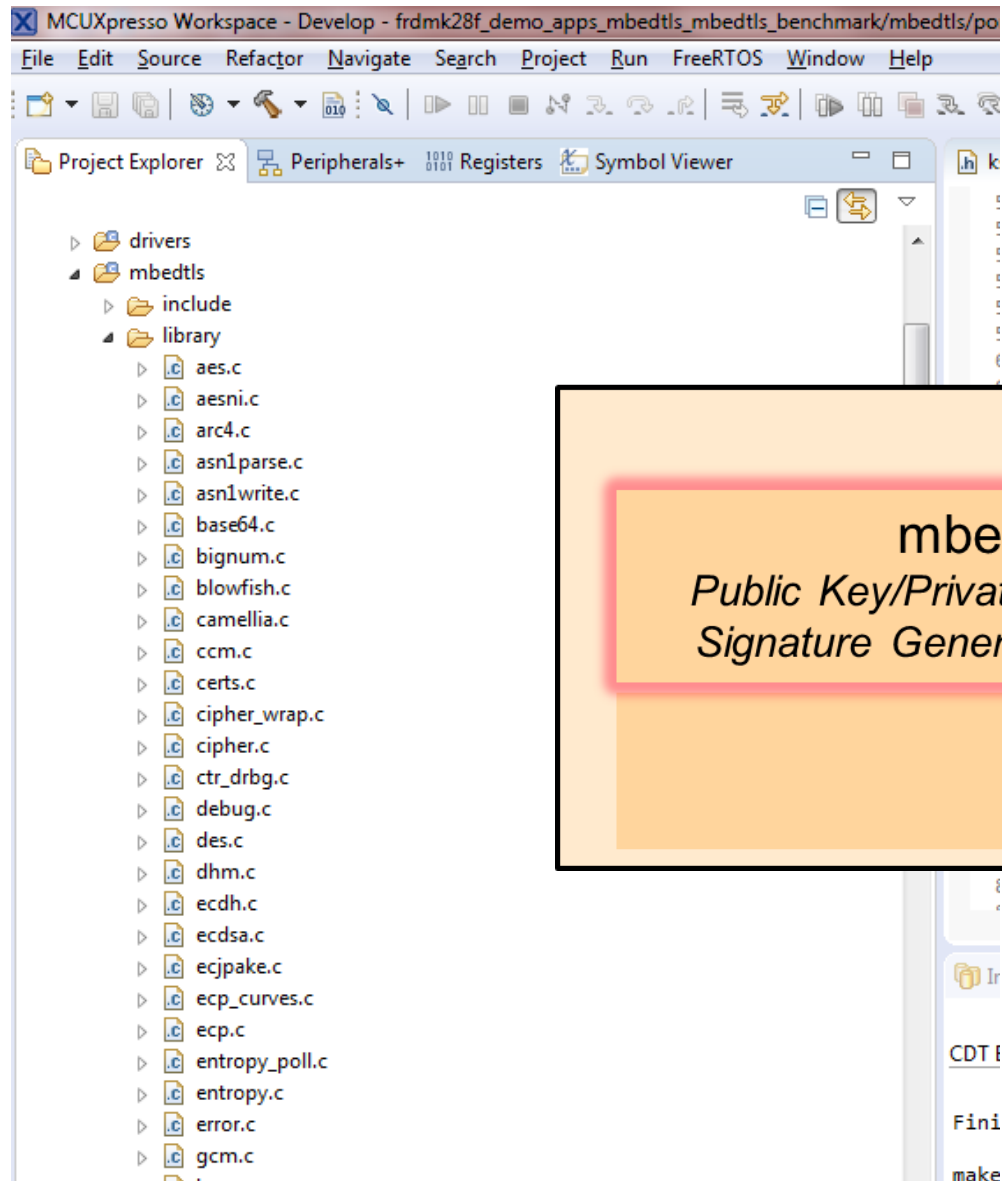 MCUXpresso Workspace - Develop - frdmk28f_demo_apps_mbedtls_mbedtls_benchmark/mbedtls/po
File Edit Source Refactor Navigate Search Project Run FreeRTOS Window Help
Project Explorer Peripherals+ Registers Symbol Viewer
drivers
mbedtls
include
library
aes.c
aesni.c
arc4.c
asn1parse.c
asn1write.c
base64.c
bignum.c
blowfish.c
camellia.c
ccm.c
certs.c
cipher_wrap.c
cipher.c
ctr_drbg.c
debug.c
des.c
dhm.c
ecdh.c
ecdsa.c
ecjpake.c
ecp_curves.c
ecp.c
entropy_poll.c
entropy.c
error.c
gcm.c
mbe
Public Key/Privat
Signature Gener
CDT
Fini
make